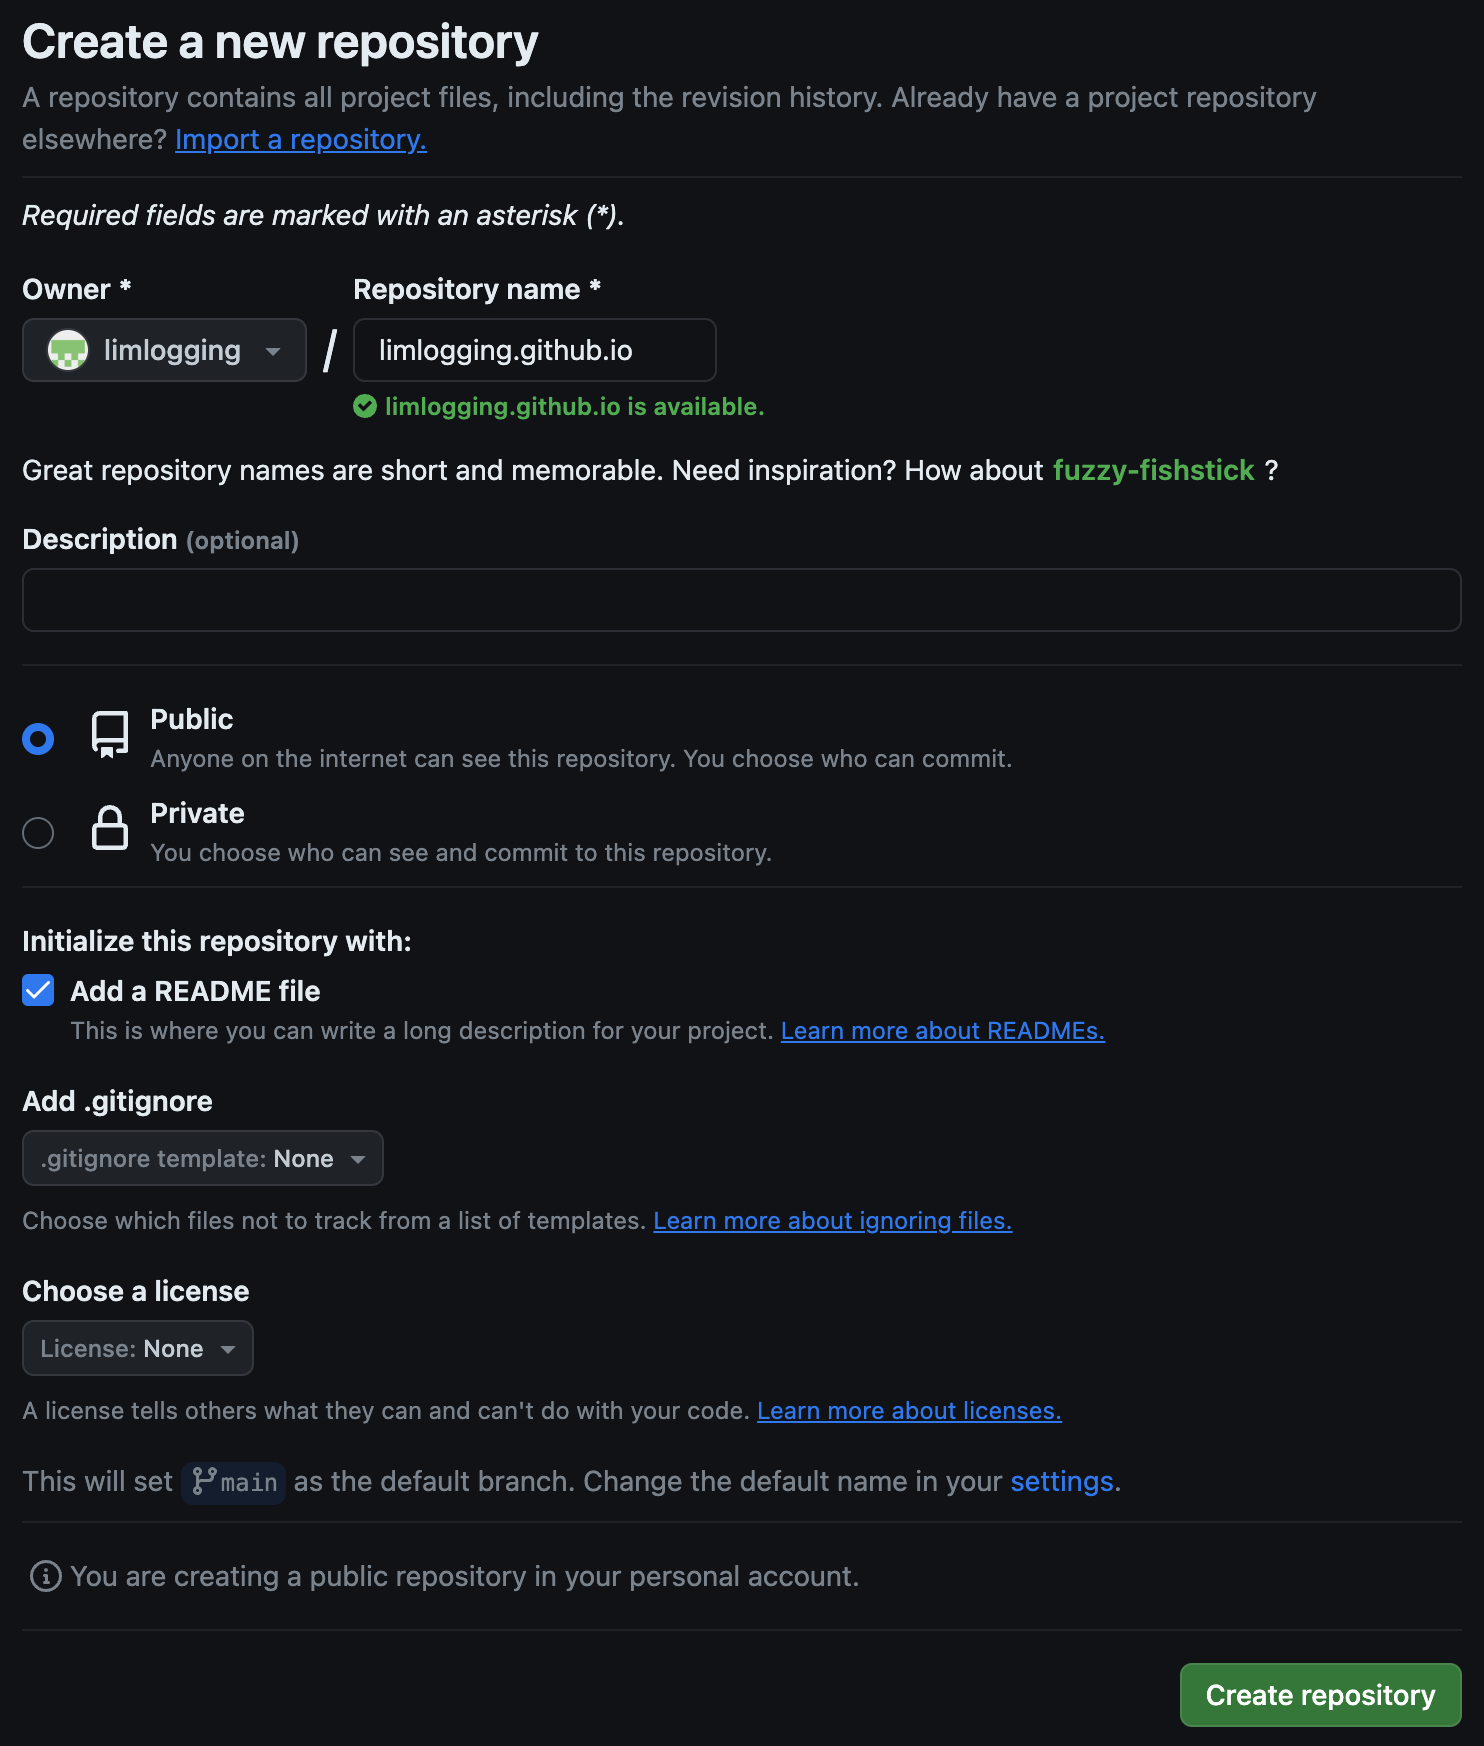 Create a new repository
A repository contains all project files, including the revision history. Already have a project repository
elsewhere? Import a repository.
Required fields are marked with an asterisk (*).
Owner * Repository name *
limlogging / limlogging.github.io
limlogging.github.io is available.
Great repository names are short and memorable. Need inspiration? How about fuzzy-fishstick ?
Description (optional)
Public
Anyone on the internet can see this repository. You choose who can commit.
Private
You choose who can see and commit to this repository.
Initialize this repository with:
Add a README file
This is where you can write a long description for your project. Learn more about READMEs.
Add .gitignore
.gitignore template: None
Choose which files not to track from a list of templates. Learn more about ignoring files.
Choose a license
License: None
A license tells others what they can and can't do with your code. Learn more about licenses.
This will set main as the default branch. Change the default name in your settings.
You are creating a public repository in your personal account.
Create repository